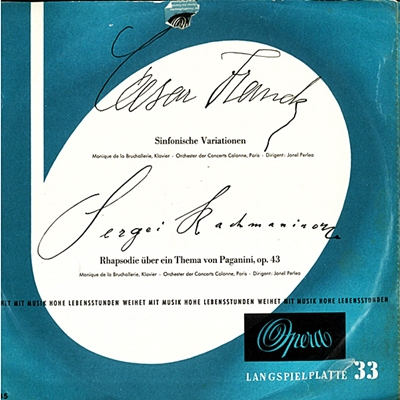 Cesar Franck
Sinfonische Variationen
Monique de la Bruchollerie, Klavier - Orchester der Concerts Colonne, Paris - Dirigent: Jonel Perlea
Sergei Rachmaninow
Rhapsodie über ein Thema von Paganini, op. 43
Monique de la Bruchollerie, Klavier - Orchester der Concerts Colonne, Paris - Dirigent: Jonel Perlea
MIT MUSIK HOHE LEBENSSTUNDEN WEIHET MIT MUSIK HOHE LEBENSSTUNDEN WEIHET MIT MUSIK HOHE LEBENSSTUNDEN
Opera
LANGSPIELPLATTE 33